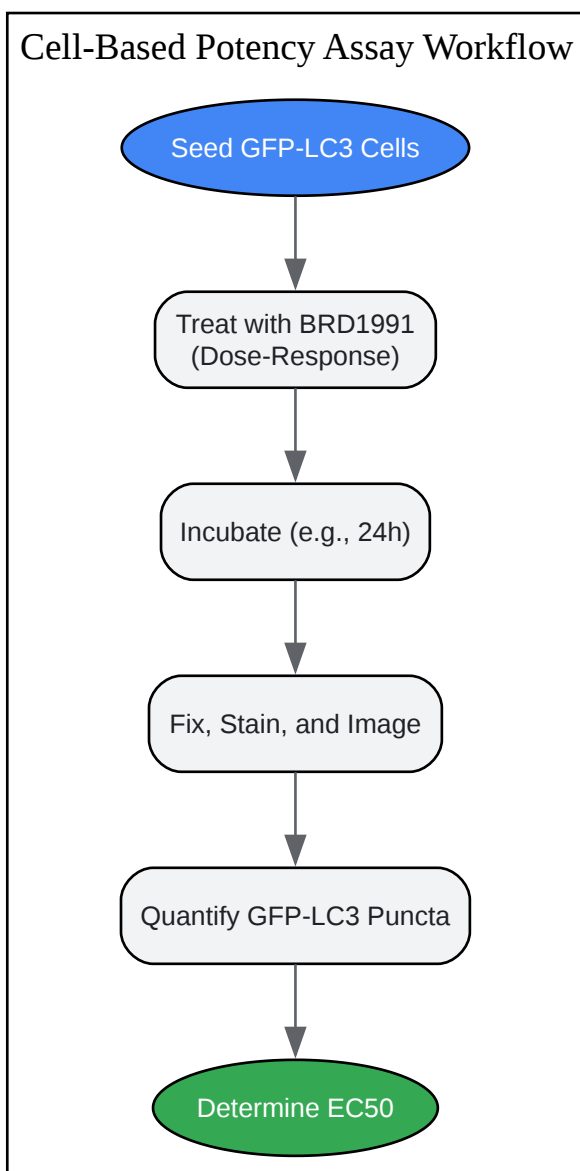 Cell-Based Potency Assay Workflow
Seed GFP-LC3 Cells
Treat with BRD1991
(Dose-Response)
Incubate (e.g., 24h)
Fix, Stain, and Image
Quantify GFP-LC3 Puncta
Determine EC50